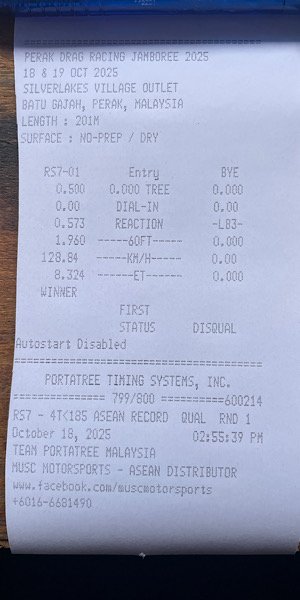 ==========================================
PERAK DRAG RACING JAMBOREE 2025
18 & 19 OCT 2025
SILVERLAKES VILLAGE OUTLET
BATU GAJAH, PERAK, MALAYSIA
LENGTH : 201M
SURFACE : NO-PREP / DRY
RS7-01 Entry BYE
0.500 0.000 TREE 0.000
0.00 DIAL-IN 0.00
0.573 REACTION -LB3-
1.960 -----60FT------ 0.000
128.84 -----KM/H------ 0.00
8.324 ------ET------- 0.000
WINNER
FIRST
STATUS DISQUAL
Autostart Disabled
==========================================
PORTATREE TIMING SYSTEMS, INC.
=============== 799/800 ==========600214
RS7 - 4T<185 ASEAN RECORD QUAL RND 1
October 18, 2025 02:55:39 PM
TEAM PORTATREE MALAYSIA
MUSC MOTORSPORTS - ASEAN DISTRIBUTOR
www.facebook.com/muscmotorsports
+6016-6681490